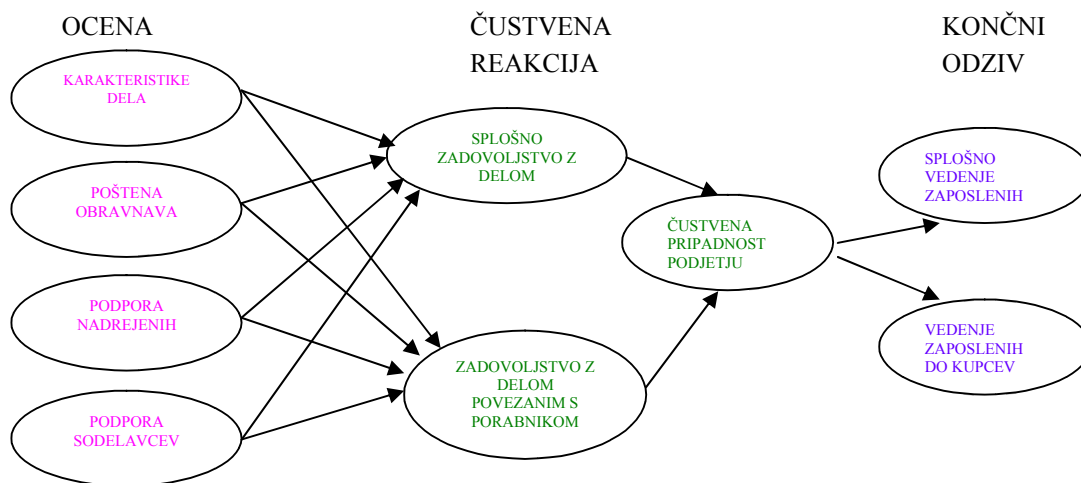 OCENA
ČUSTVENA
REAKCIJA
KONČNI
ODZIV
KARAKTERISTIKE
DELA
POŠTENA
OBRAVNAVA
PODPORA
NADREJENIH
PODPORA
SODELAVCEV
SPLOŠNO
ZADOVOLJSTVO Z
DELOM
ZADOVOLJSTVO Z
DELOM
POVEZANIM S
PORABNIKOM
ČUSTVENA
PRIPADNOST
PODJETJU
SPLOŠNO
VEDENJE
ZAPOSLENIH
VEDENJE
ZAPOSLENIH
DO KUPCEV